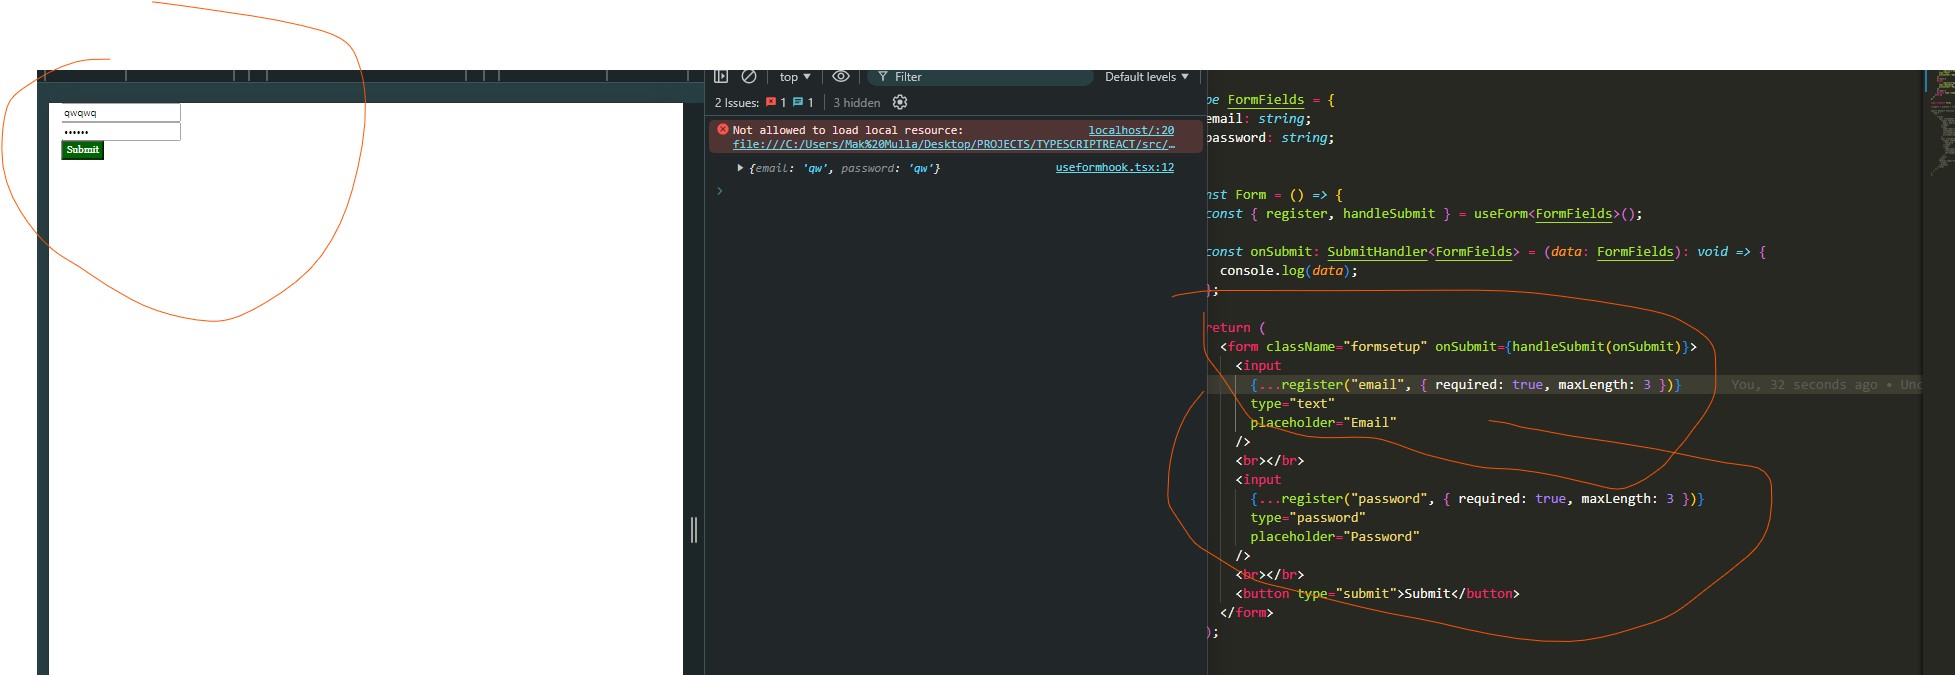 qwqwq
••••••
Submit
top ▼
Filter
Default levels ▼
2 Issues: 1 1 3 hidden
Not allowed to load local resource: localhost/:20
file:///C:/Users/Mak%20Mulla/Desktop/PROJECTS/TYPESCRIPTREACT/src/…
▶ {email: 'qw', password: 'qw'} useformhook.tsx:12
>
pe FormFields = {
email: string;
password: string;
nst Form = () => {
const { register, handleSubmit } = useForm<FormFields>();
const onSubmit: SubmitHandler<FormFields> = (data: FormFields): void => {
console.log(data);
};
return (
<form className="formsetup" onSubmit={handleSubmit(onSubmit)}>
<input
{...register("email", { required: true, maxLength: 3 })} You, 32 seconds ago • Unc
type="text"
placeholder="Email"
/>
<br></br>
<input
{...register("password", { required: true, maxLength: 3 })}
type="password"
placeholder="Password"
/>
<br></br>
<button type="submit">Submit</button>
</form>
);